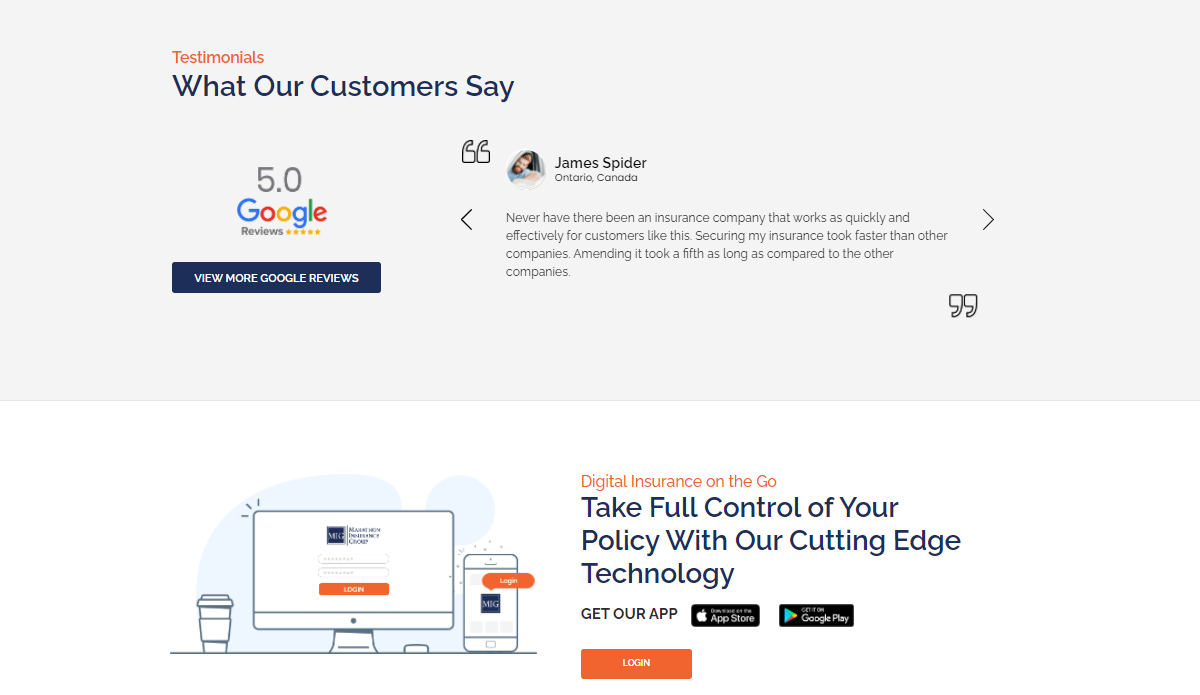 Testimonials
What Our Customers Say
5.0
Google
Reviews
VIEW MORE GOOGLE REVIEWS
James Spider
Ontario, Canada
Never have there been an insurance company that works as quickly and
effectively for customers like this. Securing my insurance took faster than other
companies. Amending it took a fifth as long as compared to the other
companies.
MIG
Marathon
Insurance
Group
LOGIN
Login
MIG
Digital Insurance on the Go
Take Full Control of Your
Policy With Our Cutting Edge
Technology
GET OUR APP
Download on the
App Store
GET IT ON
Google Play
LOGIN